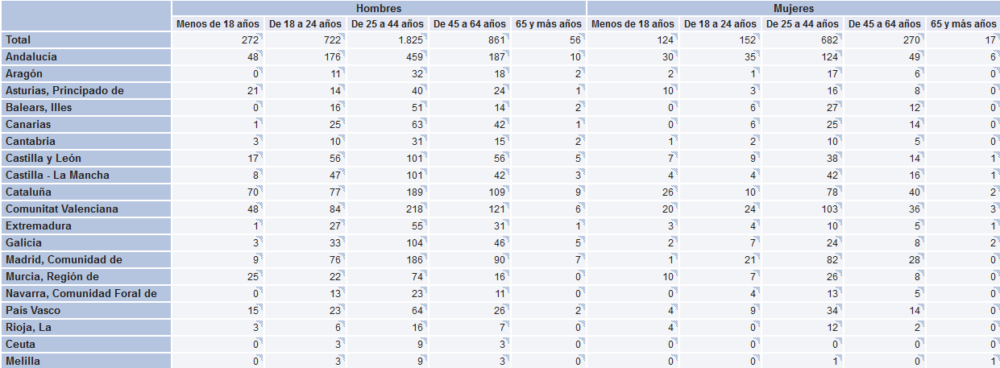 Hombres Mujeres
Menos de 18 años De 18 a 24 años De 25 a 44 años De 45 a 64 años 65 y más años Menos de 18 años De 18 a 24 años De 25 a 44 años De 45 a 64 años 65 y más años
Total 272 722 1.825 861 56 124 152 682 270 17
Andalucía 48 176 459 187 10 30 35 124 49 6
Aragón 0 11 32 18 2 2 1 17 6 0
Asturias, Principado de 21 14 40 24 1 10 3 16 8 0
Balears, Illes 0 16 51 14 2 0 6 27 12 0
Canarias 1 25 63 42 1 0 6 25 14 0
Cantabria 3 10 31 15 2 1 2 10 5 0
Castilla y León 17 56 101 56 5 7 9 38 14 1
Castilla - La Mancha 8 47 101 42 3 4 4 42 16 1
Cataluña 70 77 189 109 9 26 10 78 40 2
Comunitat Valenciana 48 84 218 121 6 20 24 103 36 3
Extremadura 1 27 55 31 1 3 4 10 5 1
Galicia 3 33 104 46 5 2 7 24 8 2
Madrid, Comunidad de 9 76 186 90 7 1 21 82 28 0
Murcia, Región de 25 22 74 16 0 10 7 26 8 0
Navarra, Comunidad Foral de 0 13 23 11 0 0 4 13 5 0
País Vasco 15 23 64 26 2 4 9 34 14 0
Rioja, La 3 6 16 7 0 4 0 12 2 0
Ceuta 0 3 9 3 0 0 0 0 0 0
Melilla 0 3 9 3 0 0 0 1 0 1